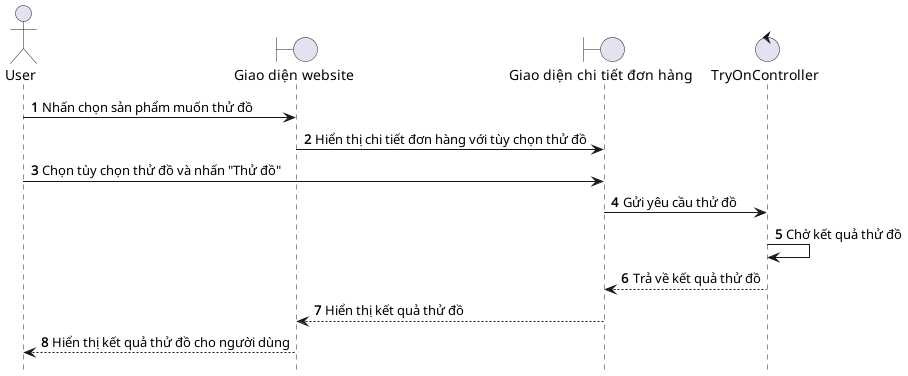 User
Giao diện website
Giao diện chi tiết đơn hàng
TryOnController
1 Nhấn chọn sản phẩm muốn thử đồ
2 Hiển thị chi tiết đơn hàng với tùy chọn thử đồ
3 Chọn tùy chọn thử đồ và nhấn "Thử đồ"
4 Gửi yêu cầu thử đồ
5 Chờ kết quả thử đồ
6 Trả về kết quả thử đồ
7 Hiển thị kết quả thử đồ
8 Hiển thị kết quả thử đồ cho người dùng